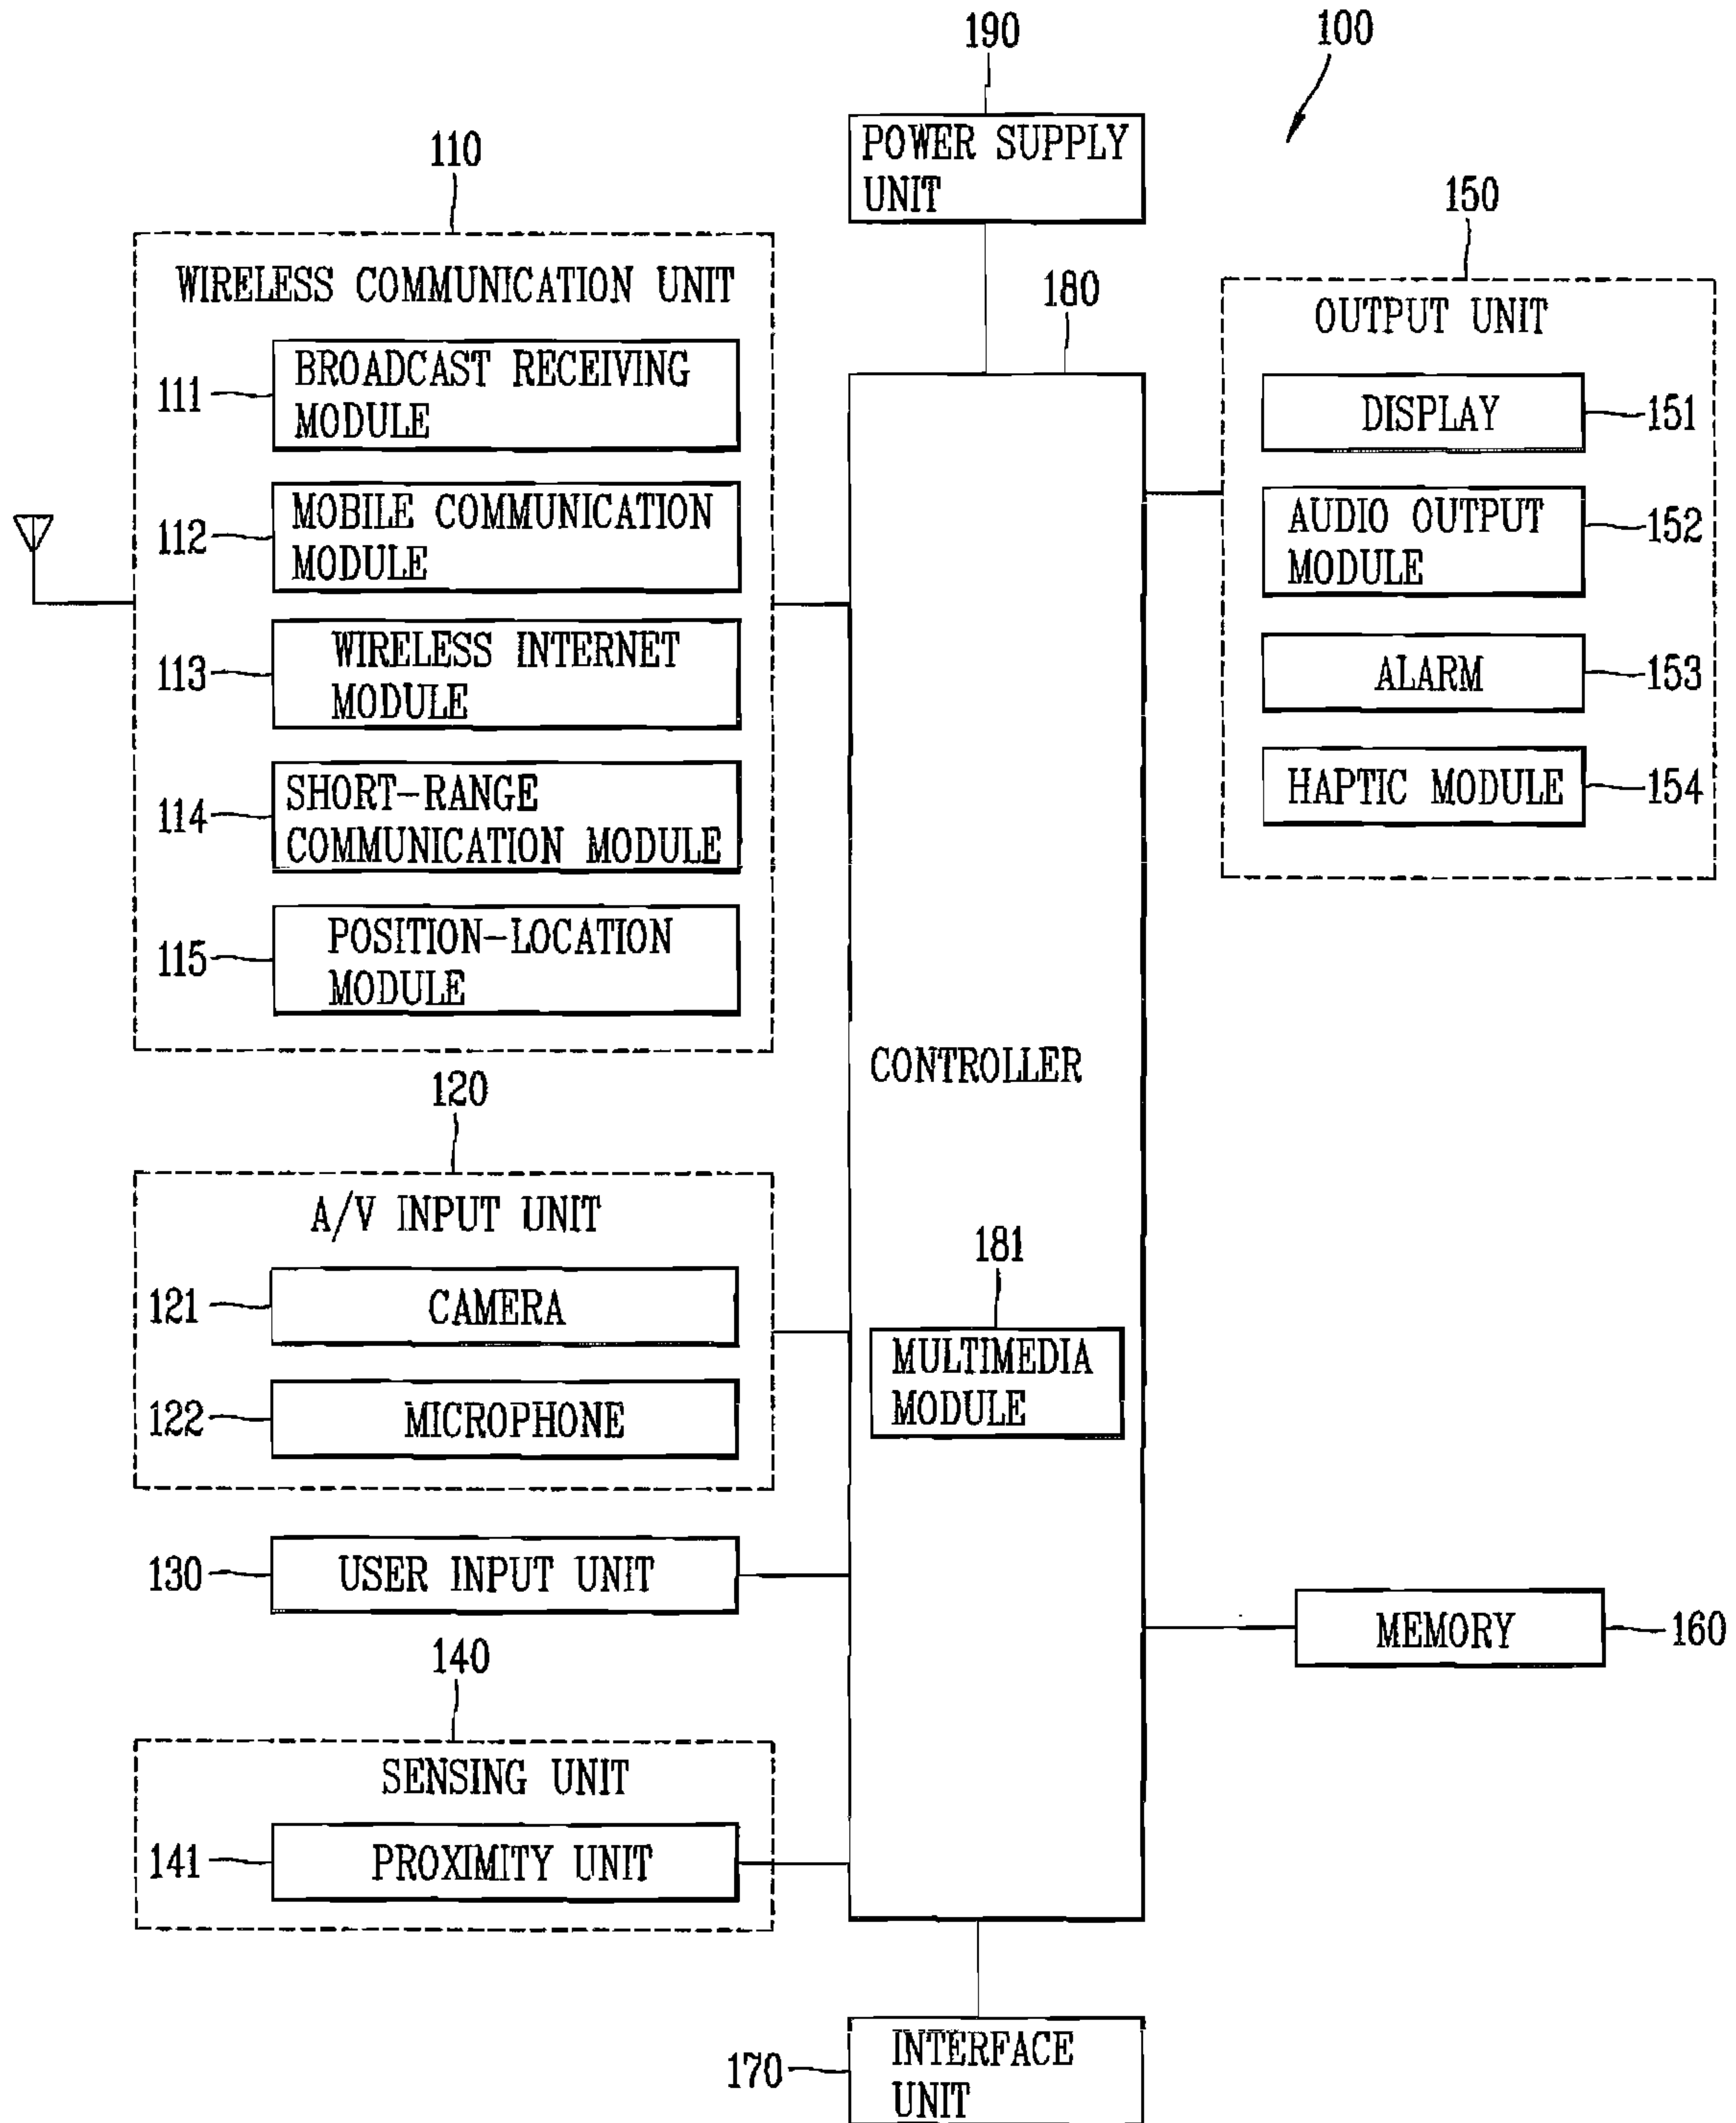 190
100
POWER SUPPLY
UNIT
110
WIRELESS COMMUNICATION UNIT
111
BROADCAST RECEIVING
MODULE
112
MOBILE COMMUNICATION
MODULE
113
WIRELESS INTERNET
MODULE
114
SHORT-RANGE
COMMUNICATION MODULE
115
POSITION-LOCATION
MODULE
180
150
OUTPUT UNIT
DISPLAY
151
AUDIO OUTPUT
MODULE
152
ALARM
153
HAPTIC MODULE
154
CONTROLLER
120
A/V INPUT UNIT
121
CAMERA
122
MICROPHONE
181
MULTIMEDIA
MODULE
130
USER INPUT UNIT
MEMORY
160
140
SENSING UNIT
141
PROXIMITY UNIT
170
INTERFACE
UNIT